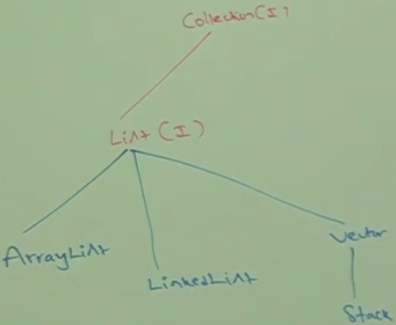 Collection (I)
List (I)
ArrayList
LinkedList
Vector
Stack